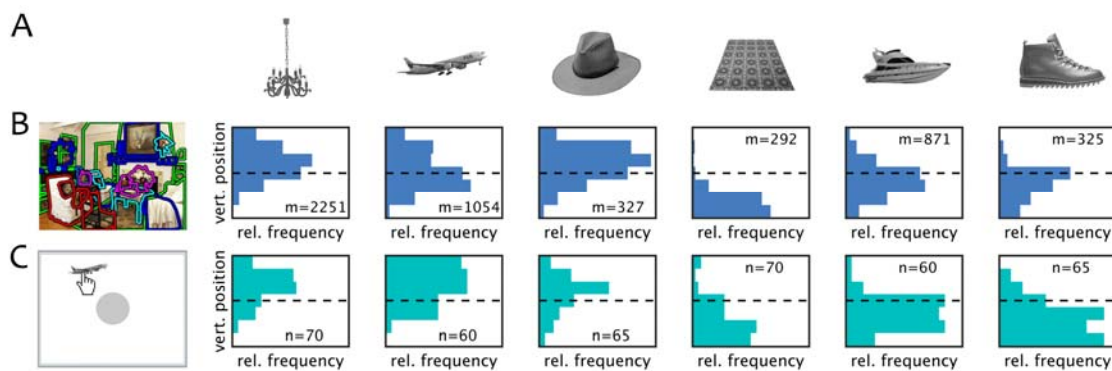 A
B
vert. position
m=2251
m=1054
m=327
m=292
m=871
m=325
rel. frequency
rel. frequency
rel. frequency
rel. frequency
rel. frequency
rel. frequency
C
vert. position
n=70
n=60
n=65
n=70
n=60
n=65
rel. frequency
rel. frequency
rel. frequency
rel. frequency
rel. frequency
rel. frequency